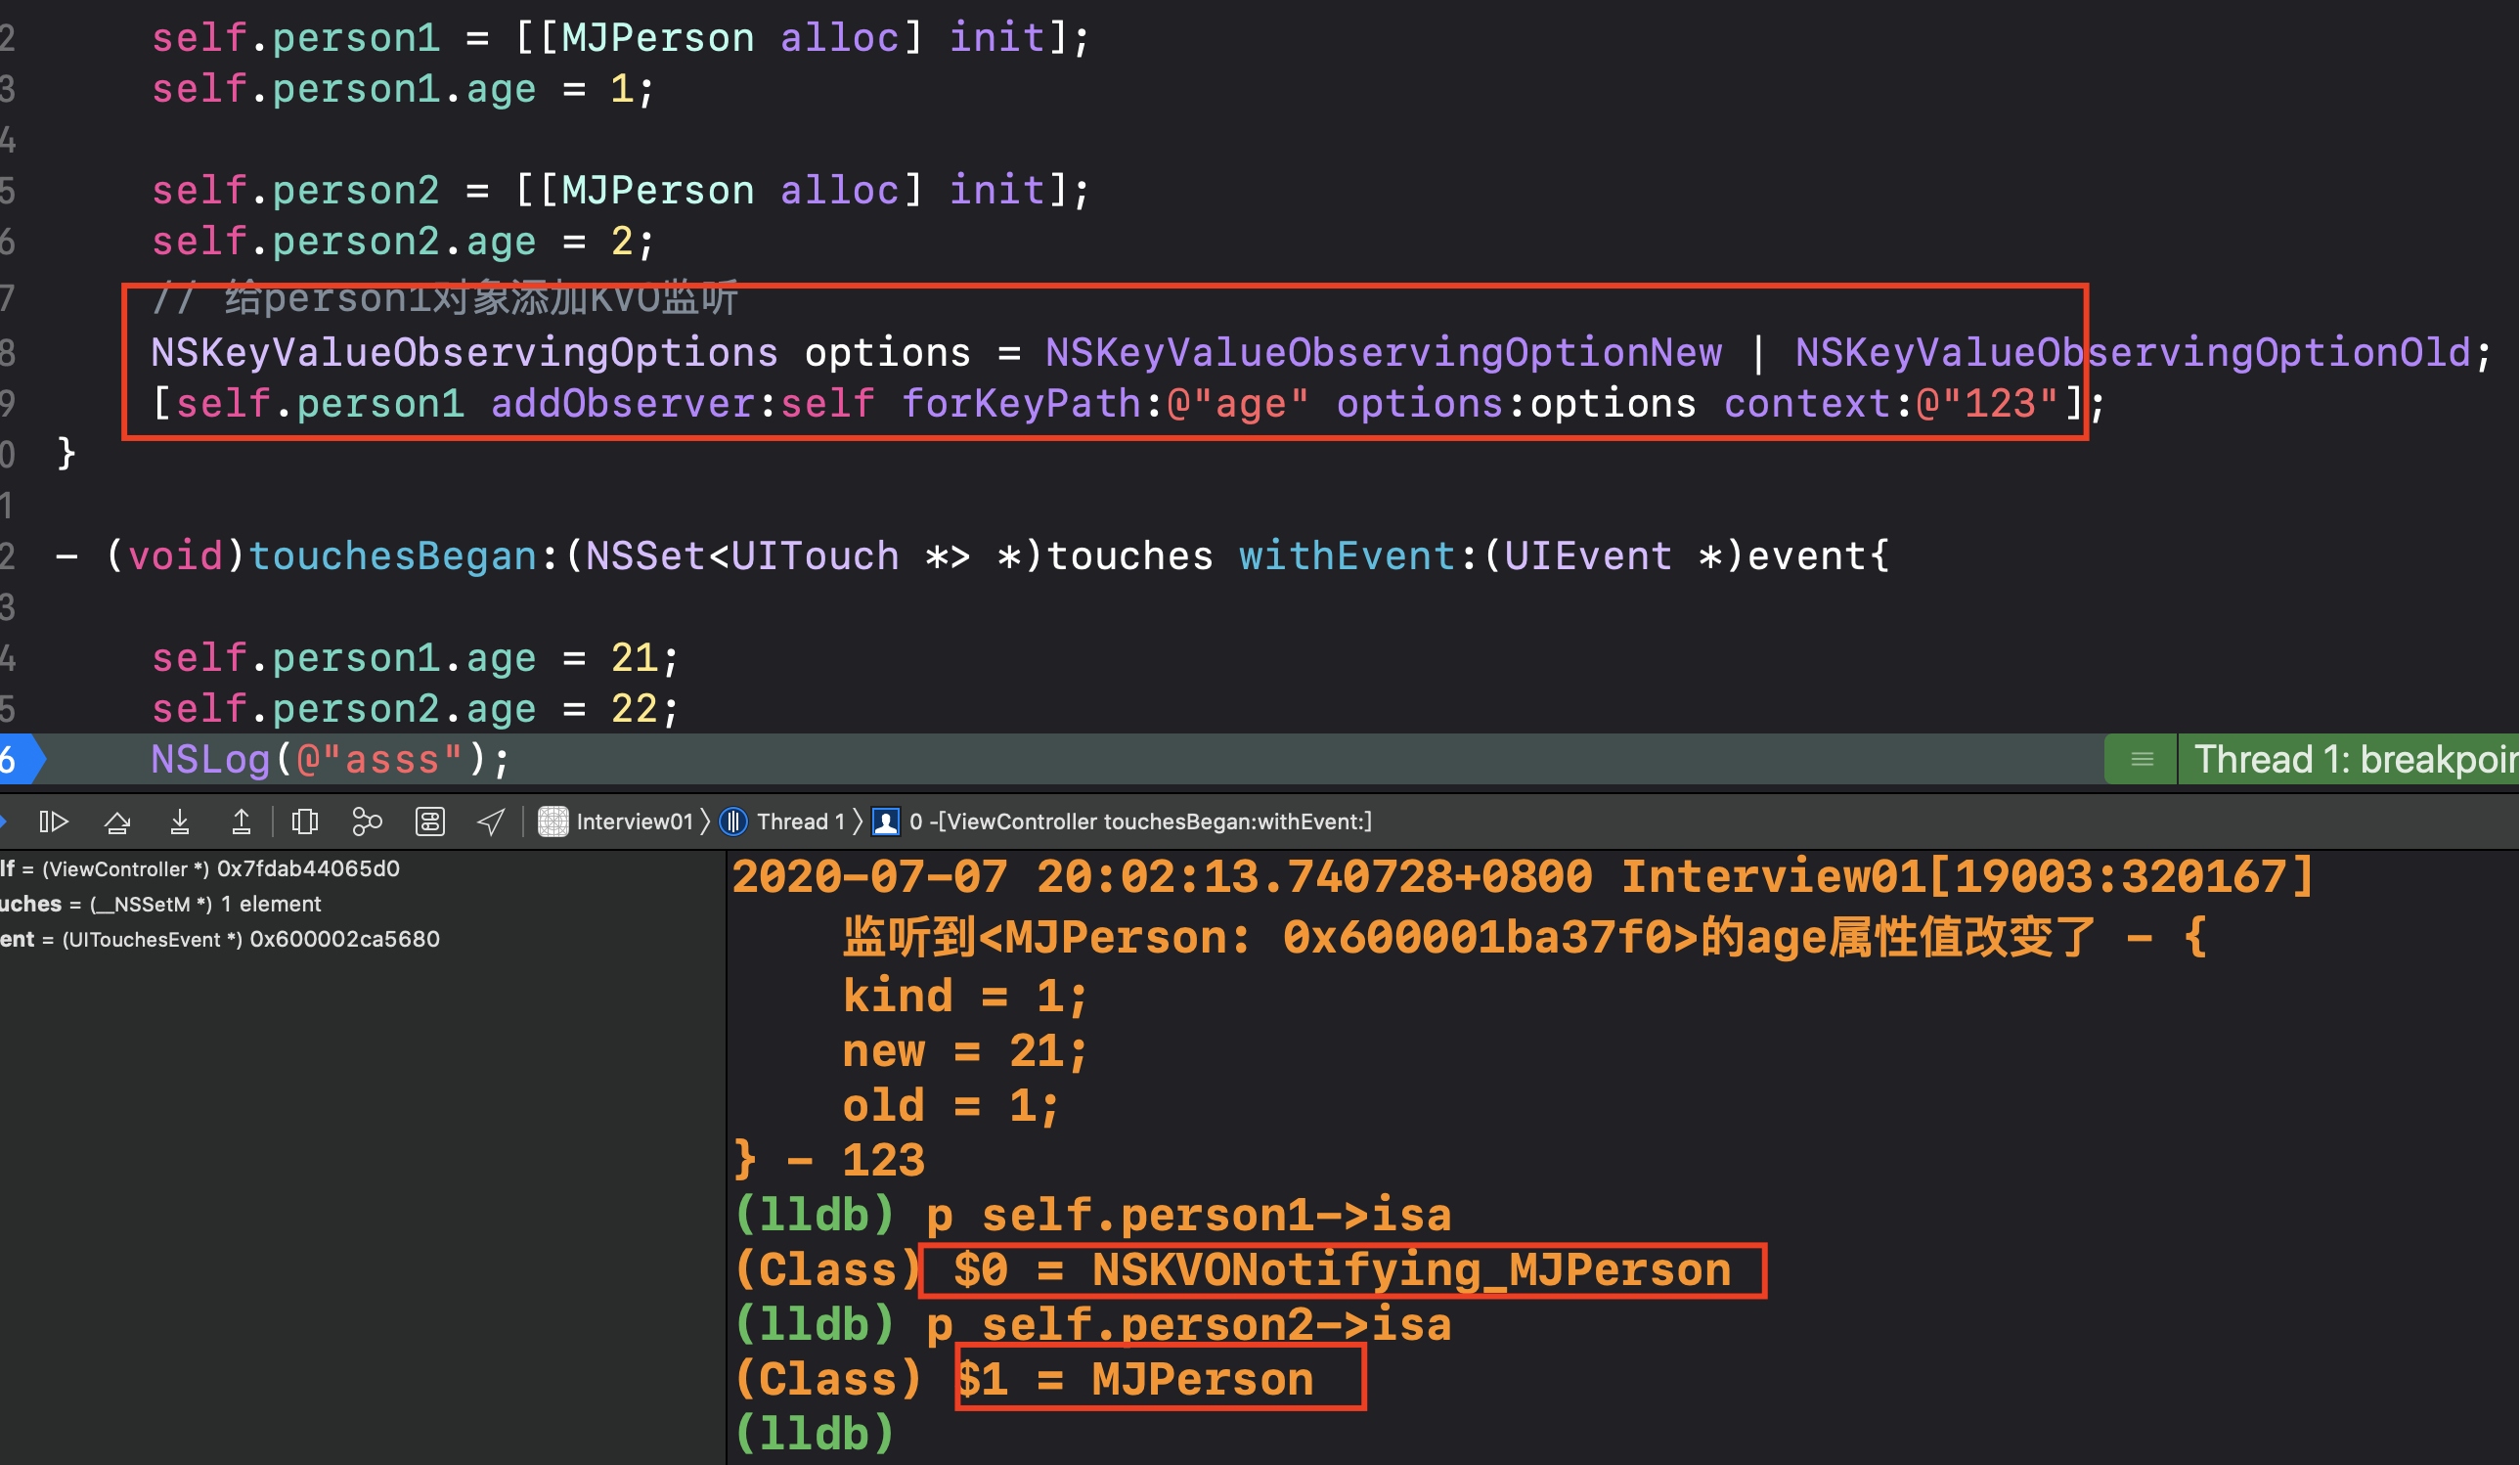 2 self.person1 = [[MJPerson alloc] init];
3 self.person1.age = 1;
4
5 self.person2 = [[MJPerson alloc] init];
6 self.person2.age = 2;
7 // 给person1对象添加KVO监听
8 NSKeyValueObservingOptions options = NSKeyValueObservingOptionNew | NSKeyValueObservingOptionOld;
9 [self.person1 addObserver:self forKeyPath:@"age" options:options context:@"123"];
0 }
1
2 - (void)touchesBegan:(NSSet<UITouch *> *)touches withEvent:(UIEvent *)event{
3
4 self.person1.age = 21;
5 self.person2.age = 22;
6 NSLog(@"asss"); Thread 1: breakpoin
Interview01 〉 Thread 1 〉 0 -[ViewController touchesBegan:withEvent:]
lf = (ViewController *) 0x7fdab44065d0
uches = (__NSSetM *) 1 element
ent = (UITouchesEvent *) 0x600002ca5680
2020-07-07 20:02:13.740728+0800 Interview01[19003:320167]
监听到<MJPerson: 0x600001ba37f0>的age属性值改变了 - {
kind = 1;
new = 21;
old = 1;
} - 123
(lldb) p self.person1->isa
(Class) $0 = NSKVONotifying_MJPerson
(lldb) p self.person2->isa
(Class) $1 = MJPerson
(lldb)